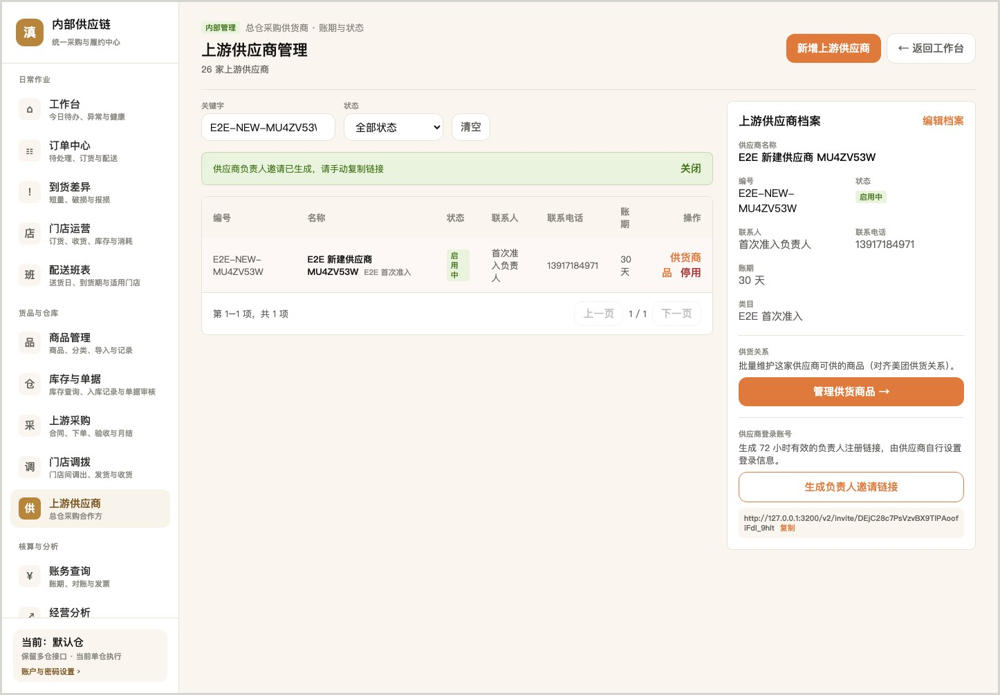 滇
内部供应链
统一采购与履约中心
日常作业
工作台
今日待办、异常与健康
订单中心
待处理、订货与配送
!
到货差异
短量、破损与报损
店
门店运营
订货、收货、库存与消耗
班
配送班表
送货日、到货期与适用门店
货品与仓库
品
商品管理
商品、分类、导入与记录
仓
库存与单据
库存查询、入库记录与单据审核
采
上游采购
合同、下单、验收与月结
调
门店调拨
门店间调出、发货与收货
供
上游供应商
总仓采购合作方
核算与分析
¥
账务查询
账期、对账与发票
经营分析
当前：默认仓
保留多仓接口 · 当前单仓执行
账户与密码设置 ›
内部管理 总仓采购供货商 · 账期与状态
上游供应商管理
26 家上游供应商
新增上游供应商
← 返回工作台
关键字
状态
E2E-NEW-MU4ZV53\
全部状态
清空
供应商负责人邀请已生成，请手动复制链接
关闭
编号
名称
状态
联系人
联系电话
账
期
操作
E2E-NEW-
MU4ZV53W
E2E 新建供应商
MU4ZV53W E2E 首次准入
启
用
中
首次准
入负责
人
13917184971
30
天
供货商
品 停用
第 1–1 项，共 1 项
上一页
1 / 1
下一页
上游供应商档案
编辑档案
供应商名称
E2E 新建供应商 MU4ZV53W
编号
状态
E2E-NEW-
MU4ZV53W
启用中
联系人
联系电话
首次准入负责人
13917184971
账期
30 天
类目
E2E 首次准入
供货关系
批量维护这家供应商可供的商品（对齐美团供货关系）。
管理供货商品 →
供应商登录账号
生成 72 小时有效的负责人注册链接，由供应商自行设置
登录信息。
生成负责人邀请链接
http://127.0.0.1:3200/v2/invite/DEjC28c7PsVzvBX9TIPAoof
iFdI_9hIt 复制